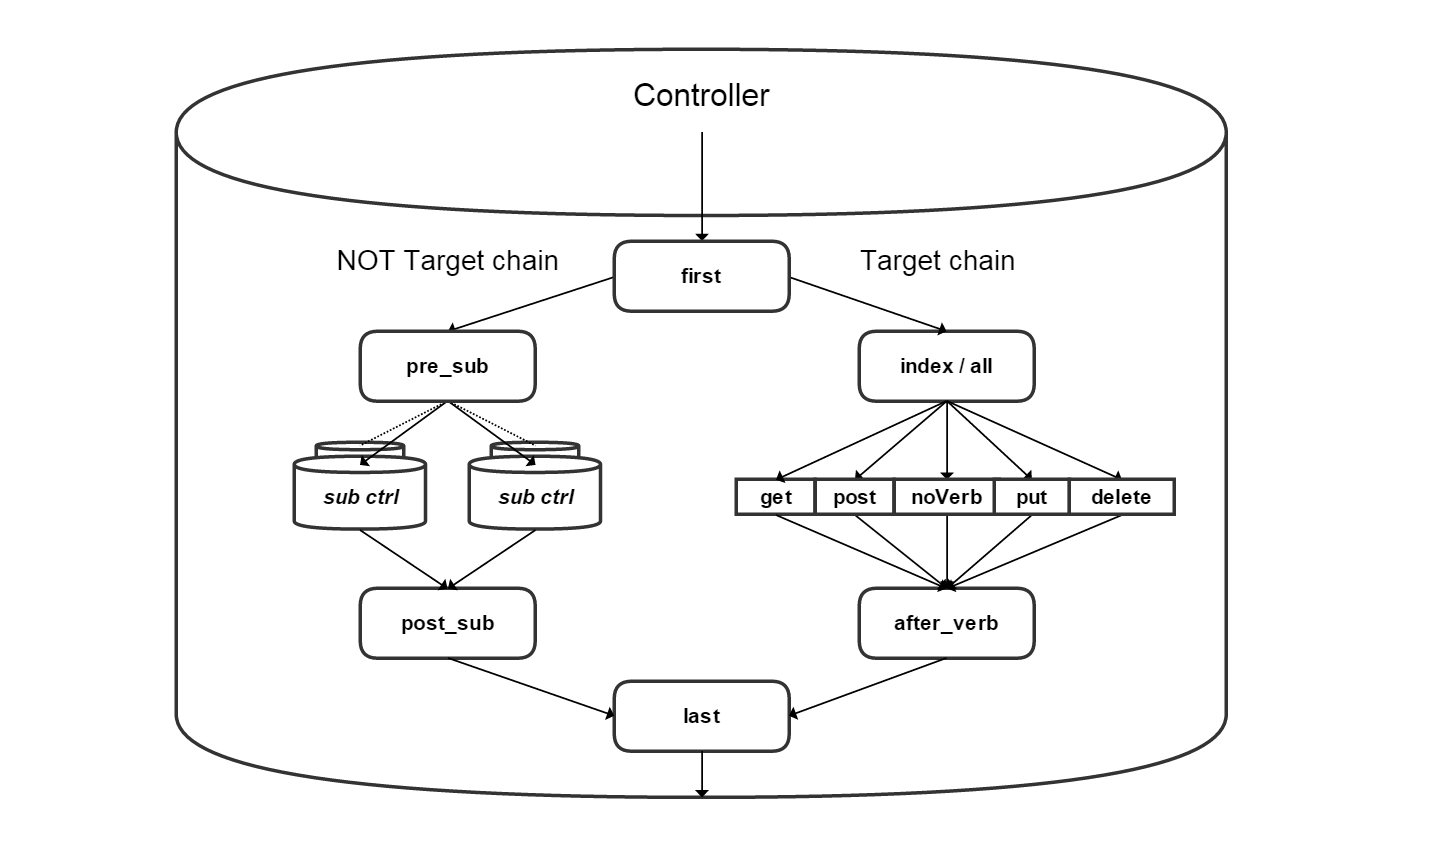 Controller
NOT Target chain
Target chain
first
pre_sub
index / all
sub ctrl
sub ctrl
get
post
noVerb
put
delete
post_sub
after_verb
last